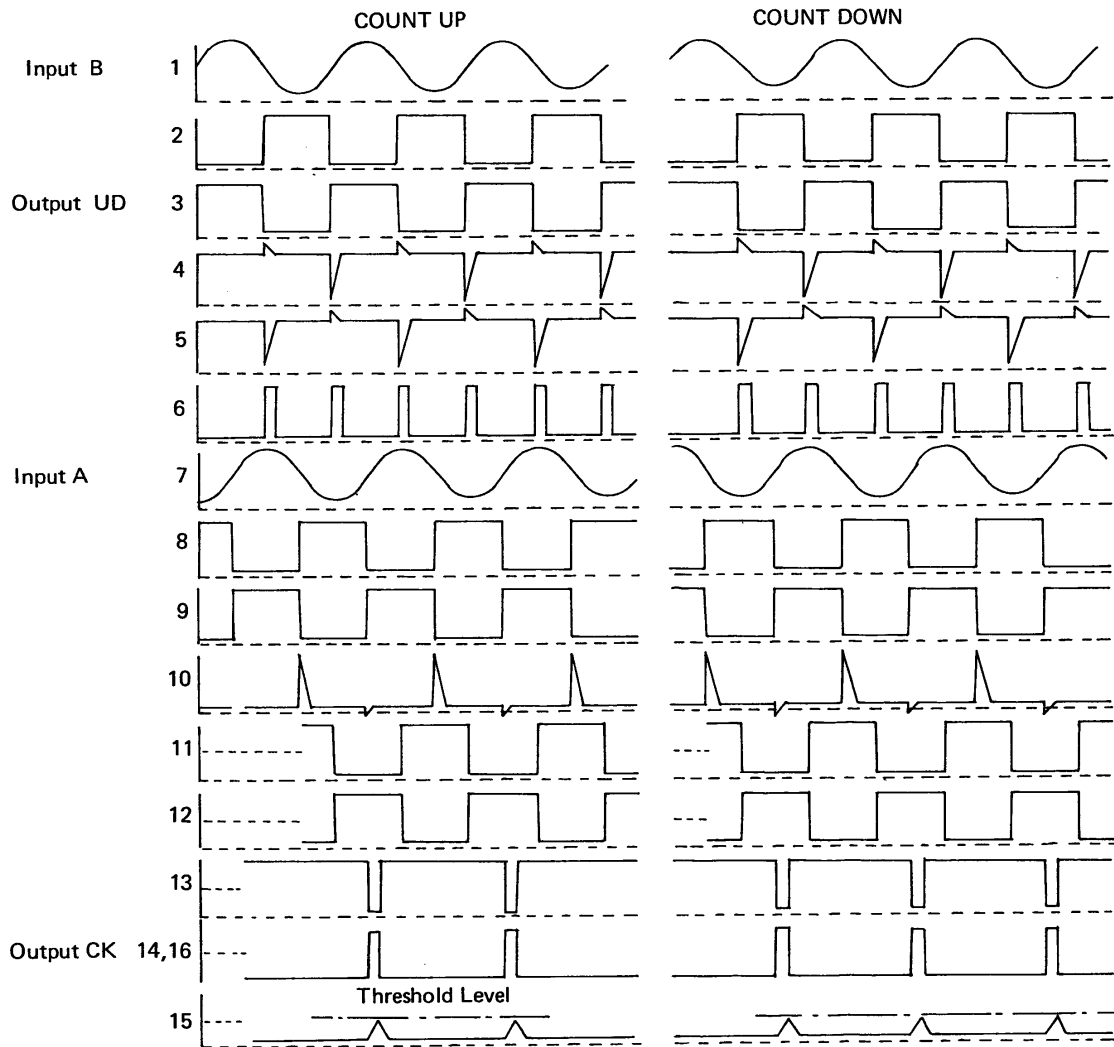 COUNT UP COUNT DOWN
Input B 1
2
Output UD 3
4
5
6
Input A 7
8
9
10
11
12
13
Output CK 14,16
Threshold Level
15